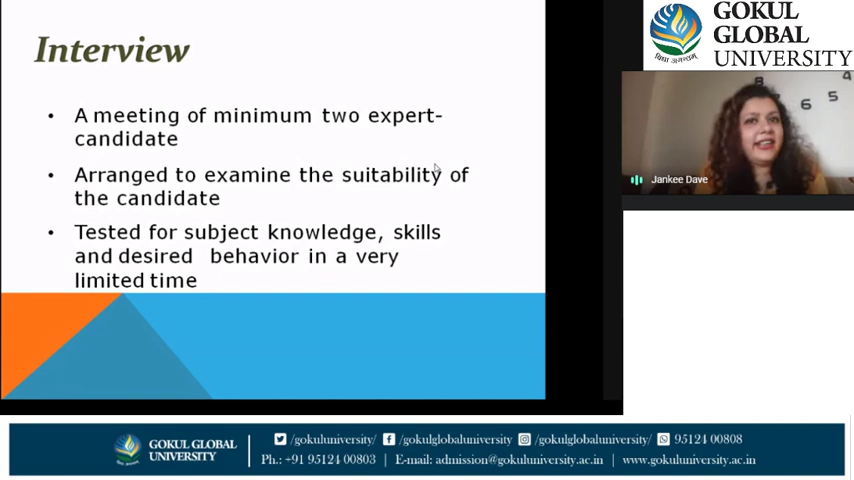 Interview
• A meeting of minimum two expert-
candidate
• Arranged to examine the suitability of
the candidate
• Tested for subject knowledge, skills
and desired behavior in a very
limited time
GOKUL
GLOBAL
UNIVERSITY
विद्या अनन्तम्
8
4
6 5
Jankee Dave
GOKUL GLOBAL
UNIVERSITY
/gokuluniversity/ /gokulglobaluniversity /gokulglobaluniversity/ 95124 00808
Ph.: +91 95124 00803 | E-mail: admission@gokuluniversity.ac.in | www.gokuluniversity.ac.in